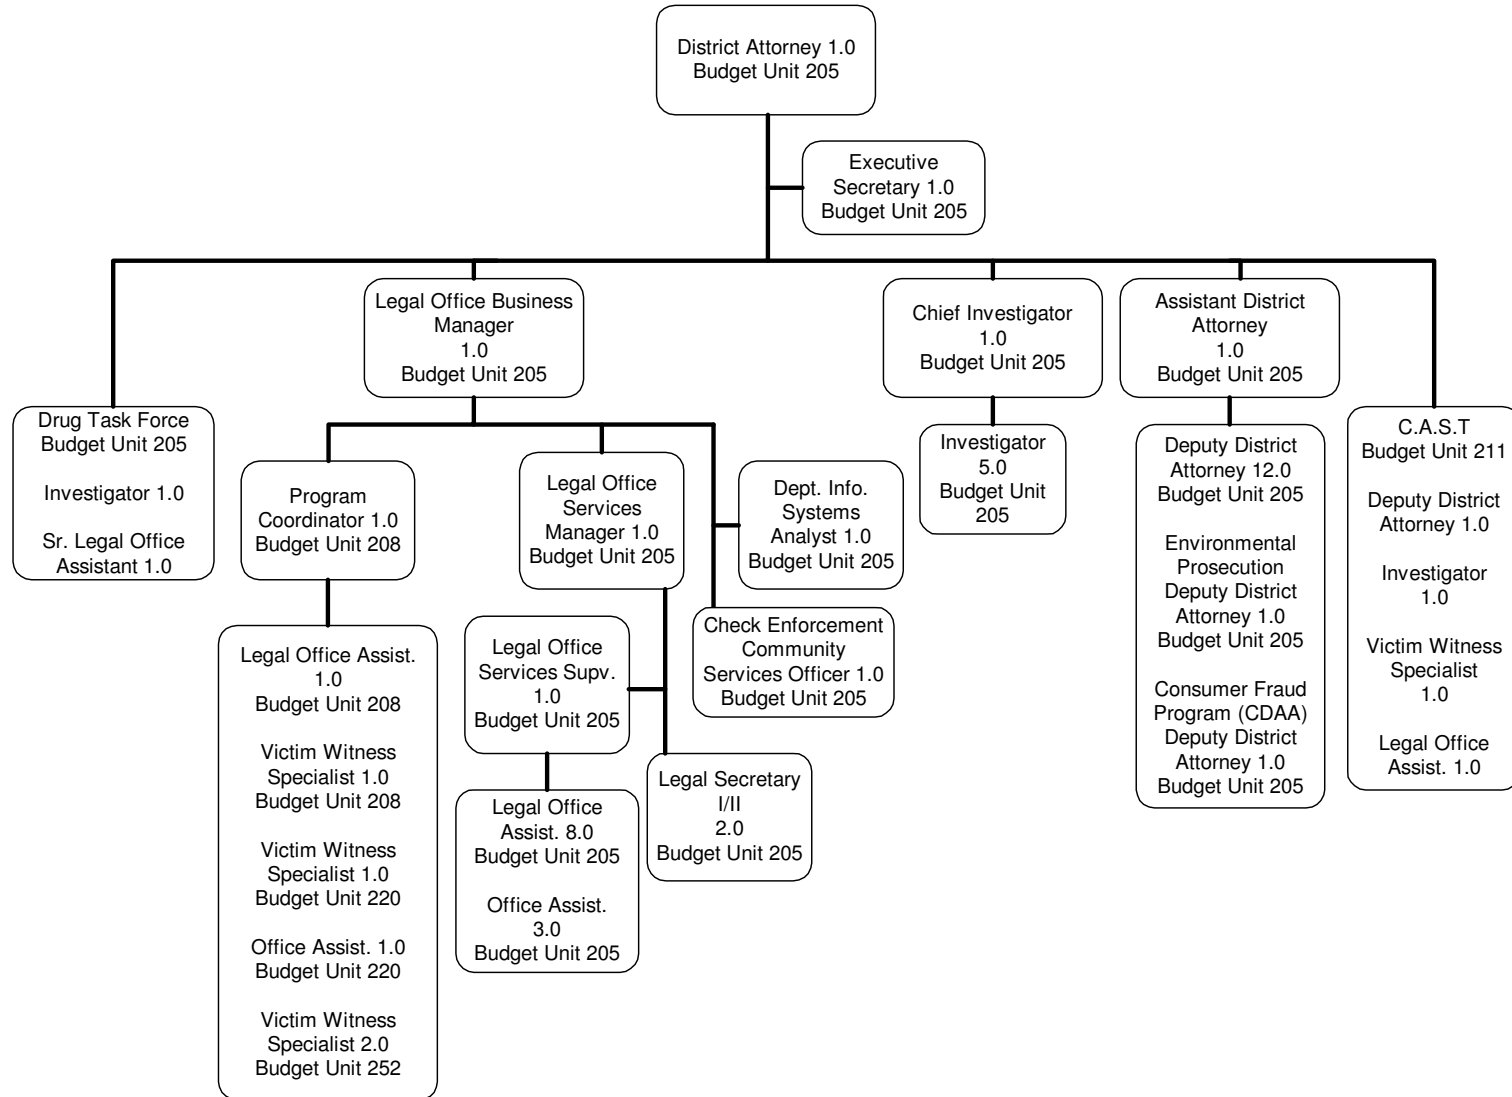 District Attorney 1.0
Budget Unit 205
Executive
Secretary 1.0
Budget Unit 205
Legal Office Business
Manager
1.0
Budget Unit 205
Chief Investigator
1.0
Budget Unit 205
Assistant District
Attorney
1.0
Budget Unit 205
Drug Task Force
Budget Unit 205
Investigator 1.0
Sr. Legal Office
Assistant 1.0
Program
Coordinator 1.0
Budget Unit 208
Legal Office
Services
Manager 1.0
Budget Unit 205
Dept. Info.
Systems
Analyst 1.0
Budget Unit 205
Investigator
5.0
Budget Unit
205
Deputy District
Attorney 12.0
Budget Unit
205
Environmental
Prosecution
Deputy District
Attorney 1.0
Budget Unit 205
Consumer Fraud
Program (CDAA)
Deputy District
Attorney 1.0
Budget Unit 205
C.A.S.T
Budget Unit 211
Deputy District
Attorney 1.0
Investigator
1.0
Victim Witness
Specialist
1.0
Legal Office
Assist. 1.0
Legal Office Assist.
1.0
Budget Unit 208
Victim Witness
Specialist 1.0
Budget Unit 208
Victim Witness
Specialist 1.0
Budget Unit 220
Office Assist. 1.0
Budget Unit 220
Victim Witness
Specialist 2.0
Budget Unit 252
Legal Office
Services Supv.
1.0
Budget Unit 205
Check Enforcement
Community
Services Officer 1.0
Budget Unit 205
Legal Office
Assist. 8.0
Budget Unit 205
Office Assist.
3.0
Budget Unit 205
Legal Secretary
I/II
2.0
Budget Unit 205